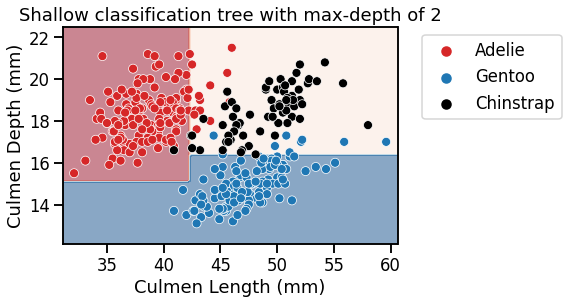 Shallow classification tree with max-depth of 2
22
20
18
16
14
Culmen Depth (mm)
35
40
45
50
55
60
Culmen Length (mm)
Adelie
Gentoo
Chinstrap